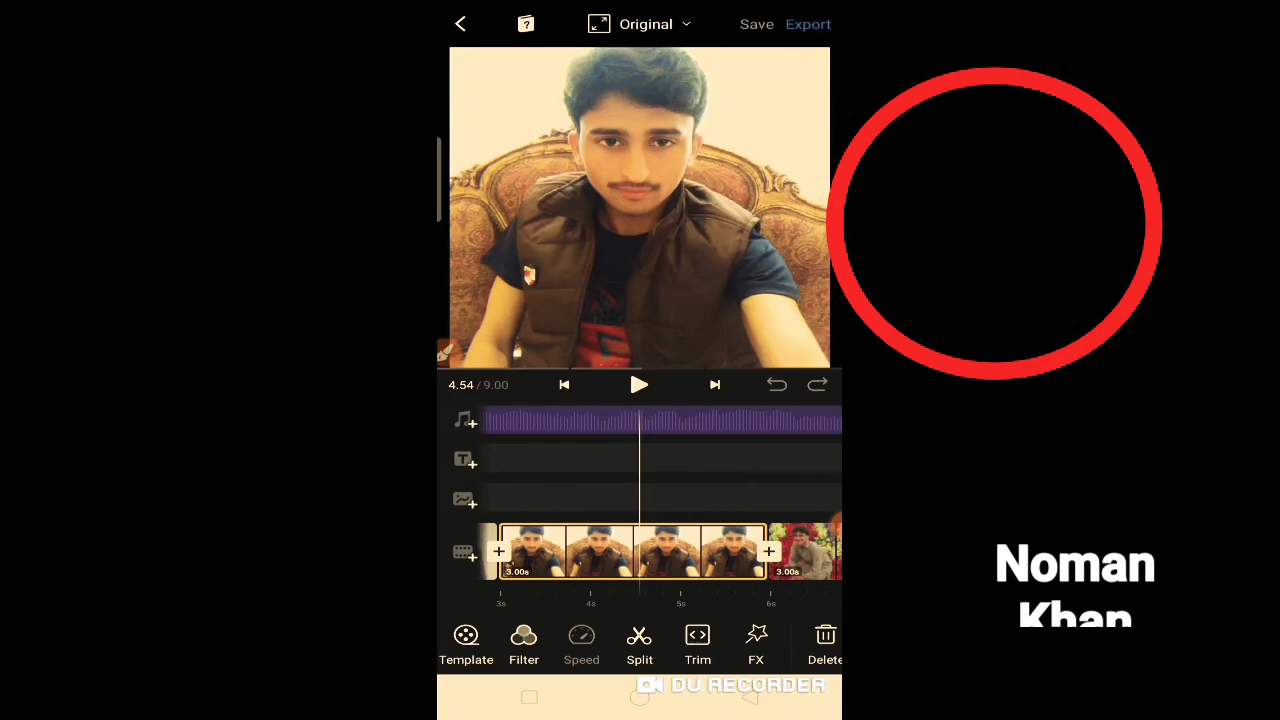 Original
Save
Export
4.54 / 9.00
3.00s
3.00s
3s
4s
5s
6s
Template
Filter
Speed
Split
Trim
FX
Delete
DU RECORDER
Noman
Khan